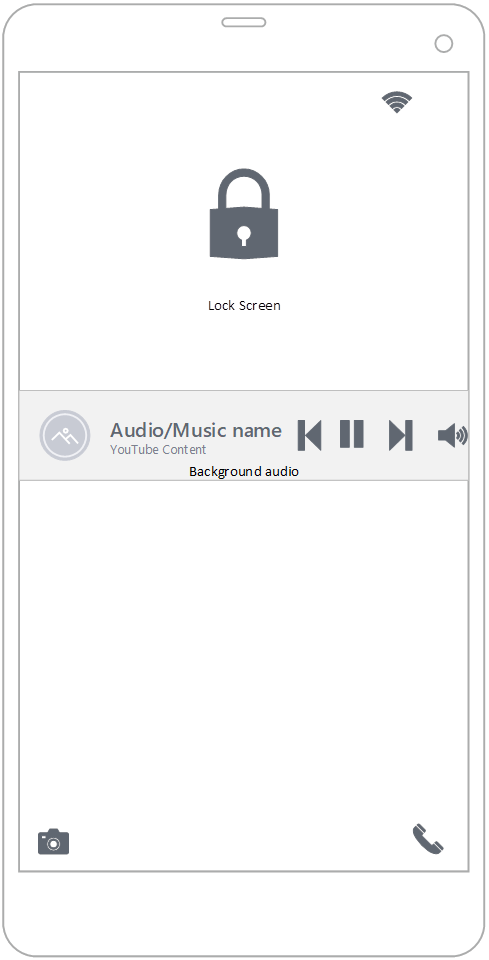 Lock Screen
Audio/Music name
YouTube Content
Background audio